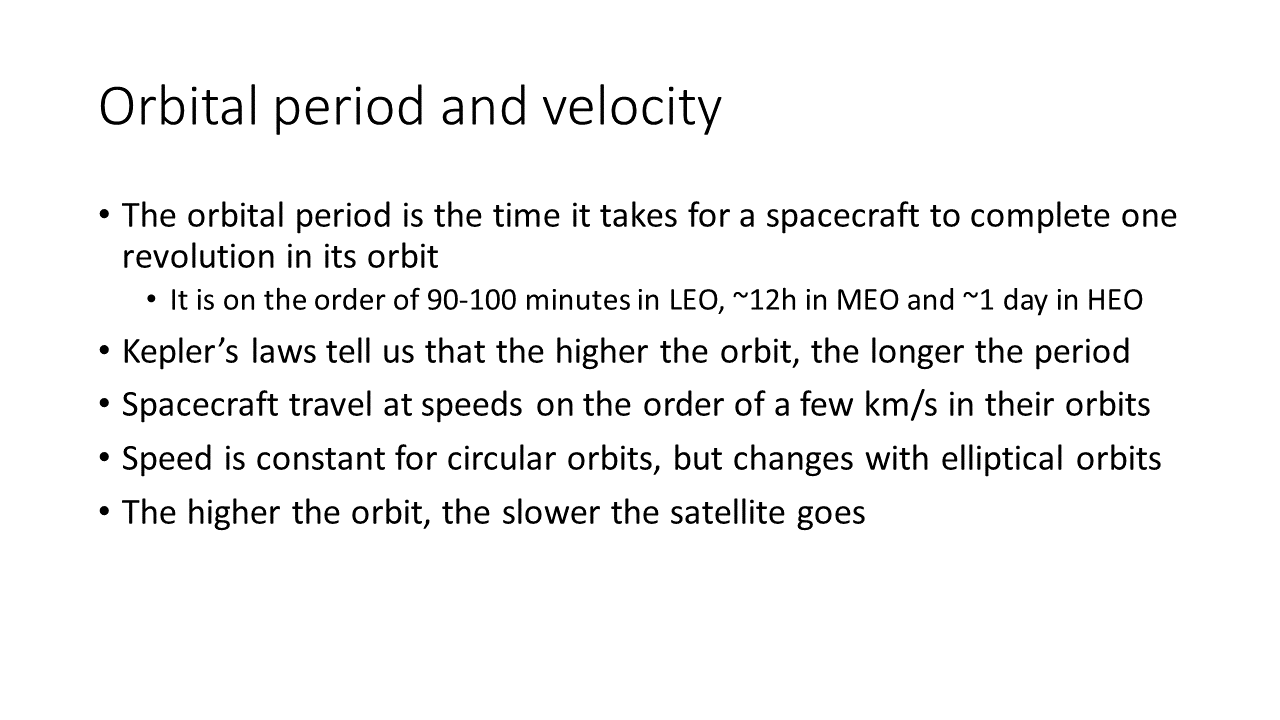 Orbital period and velocity
• The orbital period is the time it takes for a spacecraft to complete one
revolution in its orbit
• It is on the order of 90-100 minutes in LEO, ~12h in MEO and ~1 day in HEO
• Kepler’s laws tell us that the higher the orbit, the longer the period
• Spacecraft travel at speeds on the order of a few km/s in their orbits
• Speed is constant for circular orbits, but changes with elliptical orbits
• The higher the orbit, the slower the satellite goes